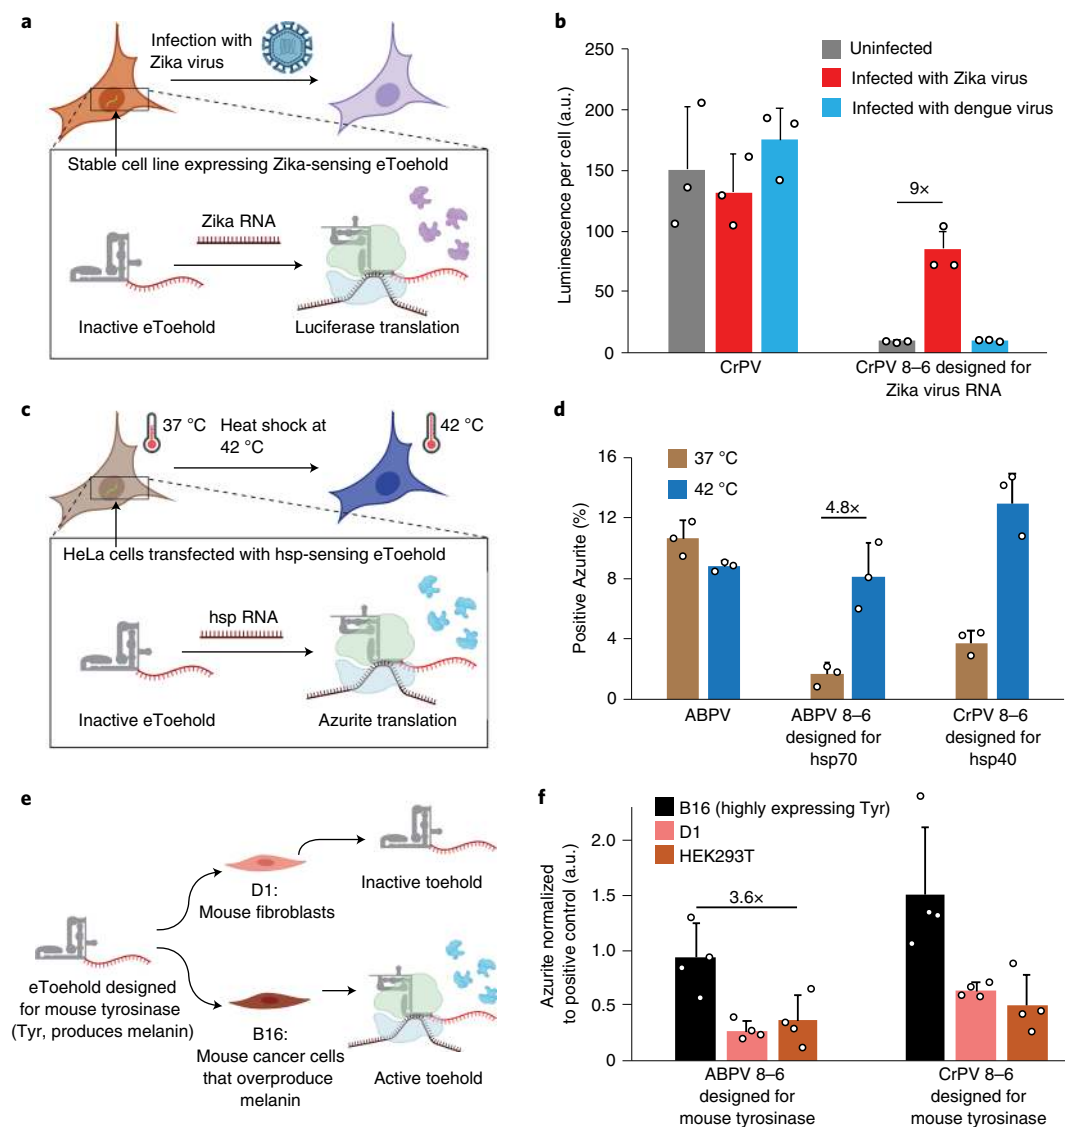 a
Infection with
Zika virus
Stable cell line expressing Zika-sensing eToehold
Zika RNA
Inactive eToehold
Luciferase translation
b
Luminescence per cell (a.u.)
250
200
150
100
50
0
Uninfected
Infected with Zika virus
Infected with dengue virus
9×
CrPV
CrPV 8–6 designed for
Zika virus RNA
c
37 °C
Heat shock at
42 °C
42 °C
HeLa cells transfected with hsp-sensing eToehold
hsp RNA
Inactive eToehold
Azurite translation
d
Positive Azurite (%)
16
12
8
4
0
37 °C
42 °C
4.8×
ABPV
ABPV 8–6
designed for
hsp70
CrPV 8–6
designed for
hsp40
e
eToehold designed
for mouse tyrosinase
(Tyr, produces melanin)
D1:
Mouse fibroblasts
Inactive toehold
B16:
Mouse cancer cells
that overproduce
melanin
Active toehold
f
Azurite normalized
to positive control (a.u.)
2.0
1.5
1.0
0.5
0
B16 (highly expressing Tyr)
D1
HEK293T
3.6×
ABPV 8–6
designed for
mouse tyrosinase
CrPV 8–6
designed for
mouse tyrosinase